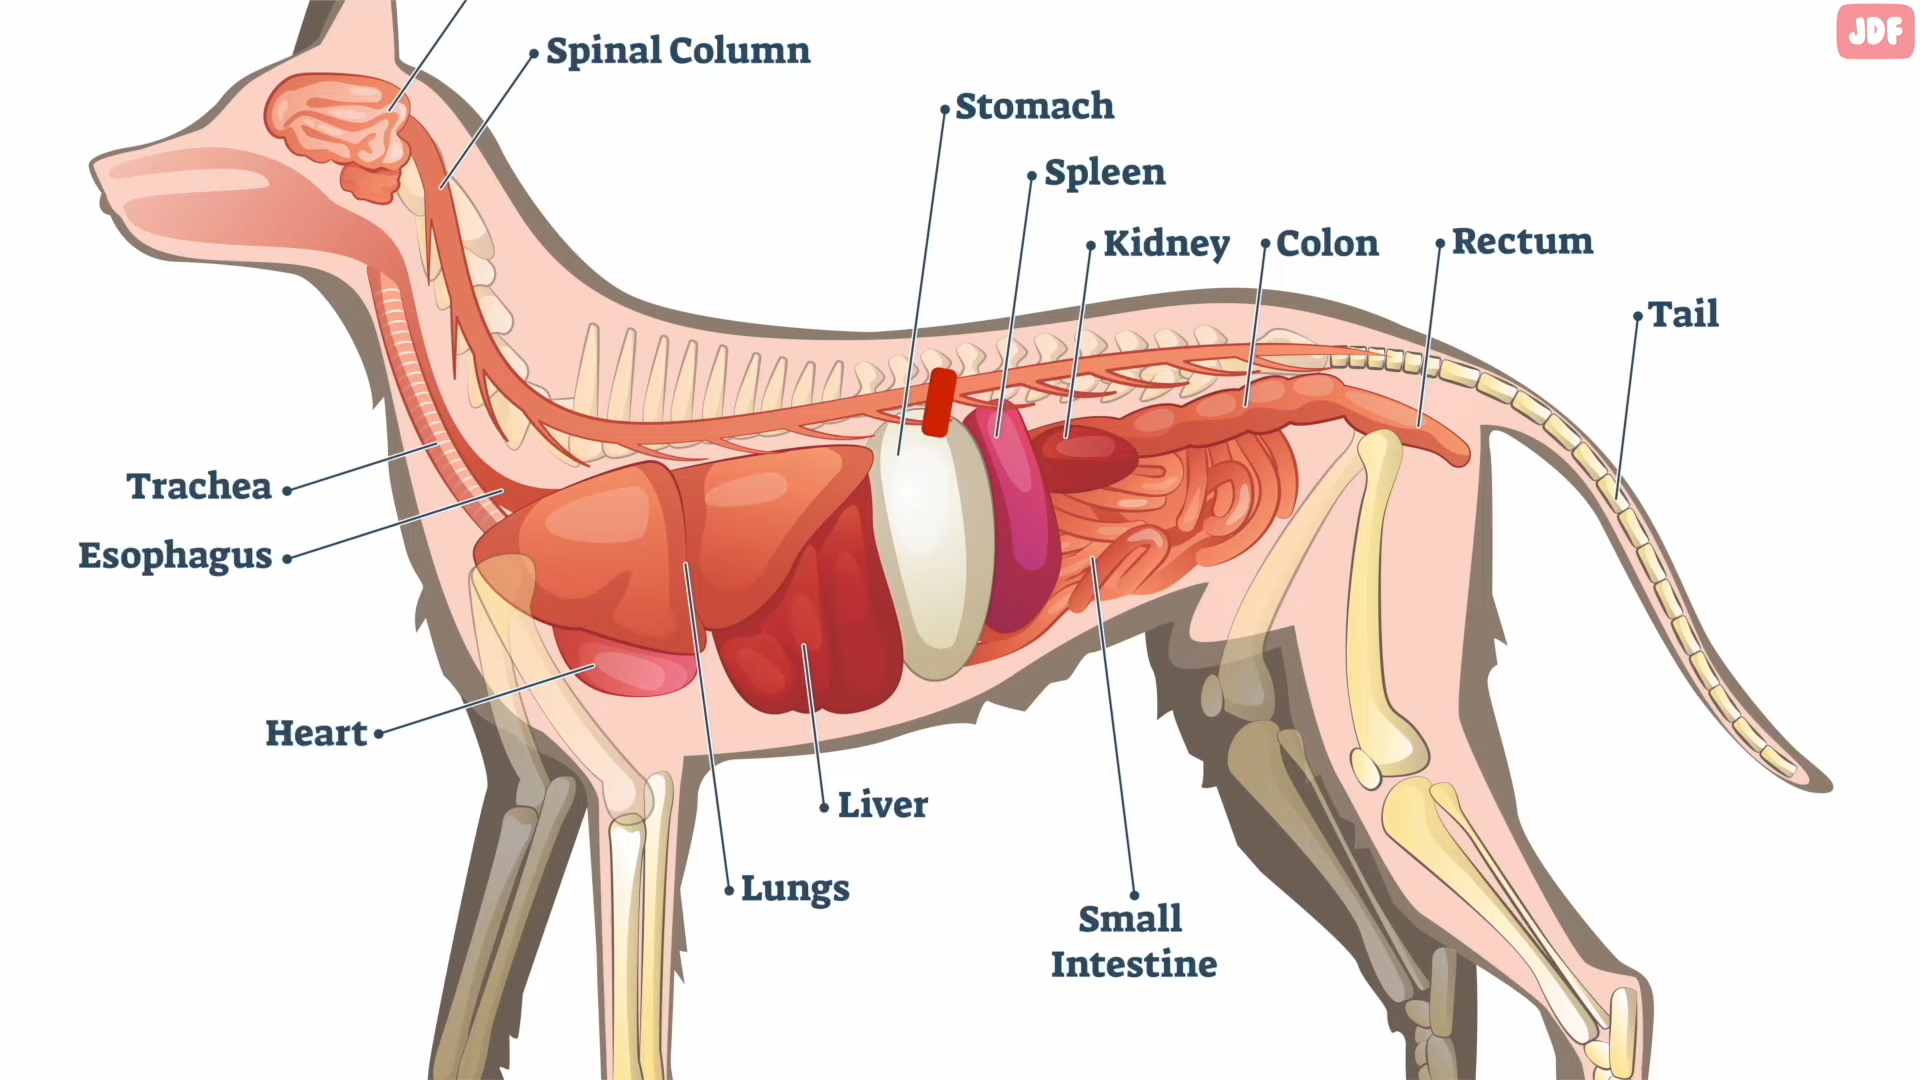 JDF
Spinal Column
Stomach
Spleen
Kidney
Colon
Rectum
Tail
Trachea
Esophagus
Heart
Liver
Lungs
Small
Intestine